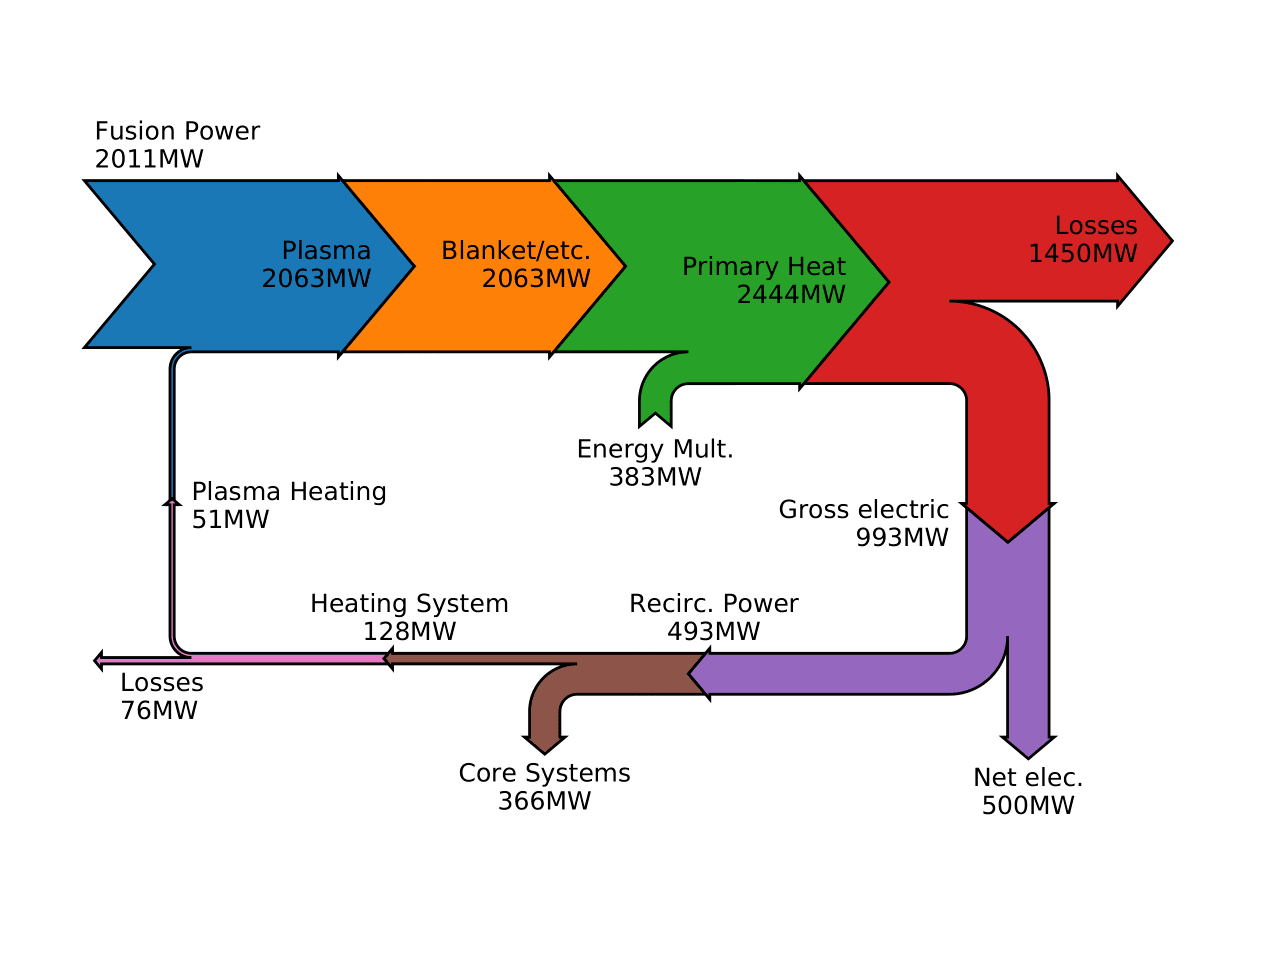 Fusion Power
2011MW
Plasma
2063MW
Blanket/etc.
2063MW
Primary Heat
2444MW
Losses
1450MW
Energy Mult.
383MW
Plasma Heating
51MW
Gross electric
993MW
Heating System
128MW
Recirc. Power
493MW
Losses
76MW
Core Systems
366MW
Net elec.
500MW